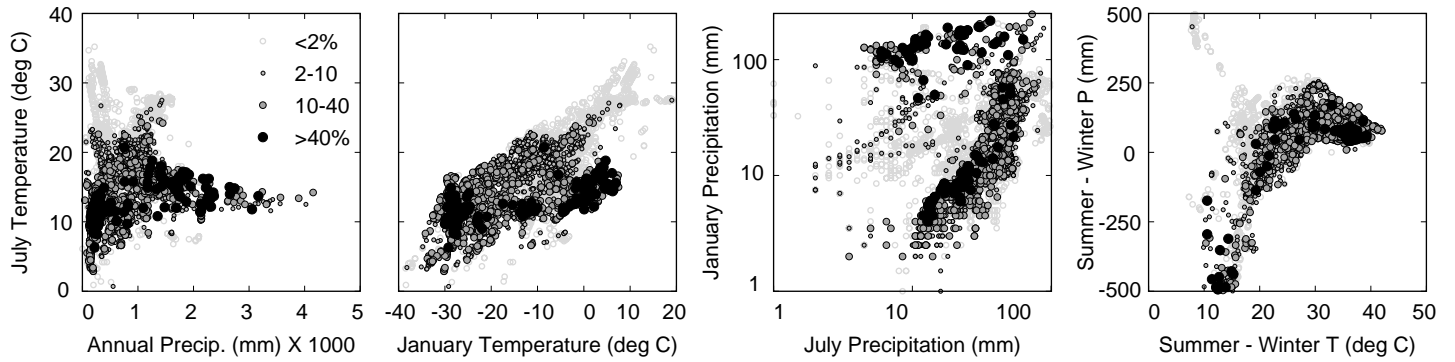 July Temperature (deg C)
40
30
20
10
0
<2%
2-10
10-40
>40%
0 1 2 3 4 5
Annual Precip. (mm) X 1000
-40 -30 -20 -10 0 10 20
January Temperature (deg C)
January Precipitation (mm)
100
10
1
1 10 100
July Precipitation (mm)
Summer - Winter P (mm)
500
250
0
-250
-500
0 10 20 30 40 50
Summer - Winter T (deg C)